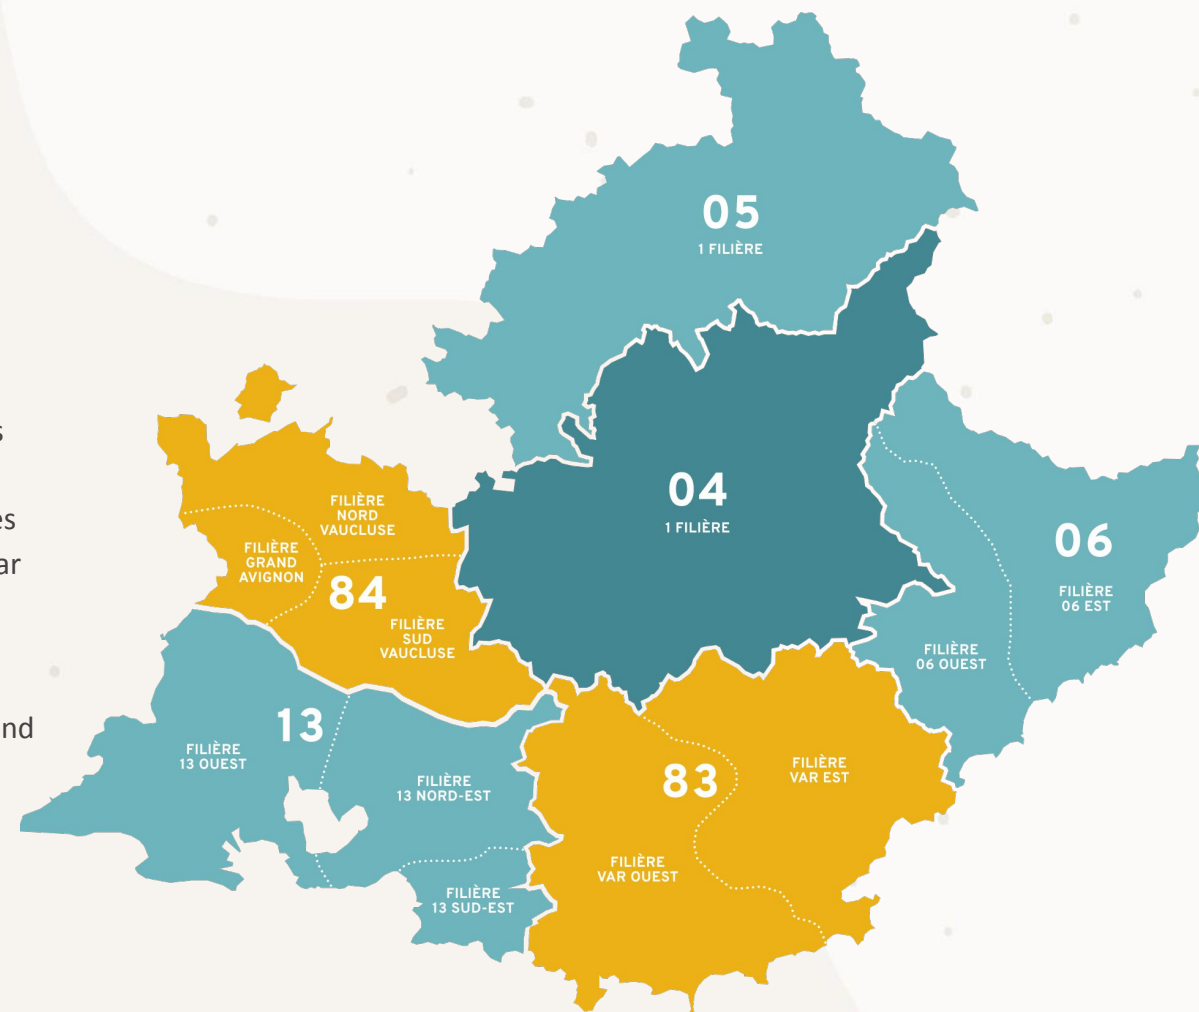 05
1 FILIÈRE
04
1 FILIÈRE
06
FILIÈRE
06 EST
FILIÈRE
06 OUEST
FILIÈRE
NORD
VAUCLUSE
FILIÈRE
GRAND
AVIGNON
84
FILIÈRE
SUD
VAUCLUSE
13
FILIÈRE
13 OUEST
FILIÈRE
13 NORD-EST
FILIÈRE
13 SUD-EST
83
FILIÈRE
VAR EST
FILIÈRE
VAR OUEST